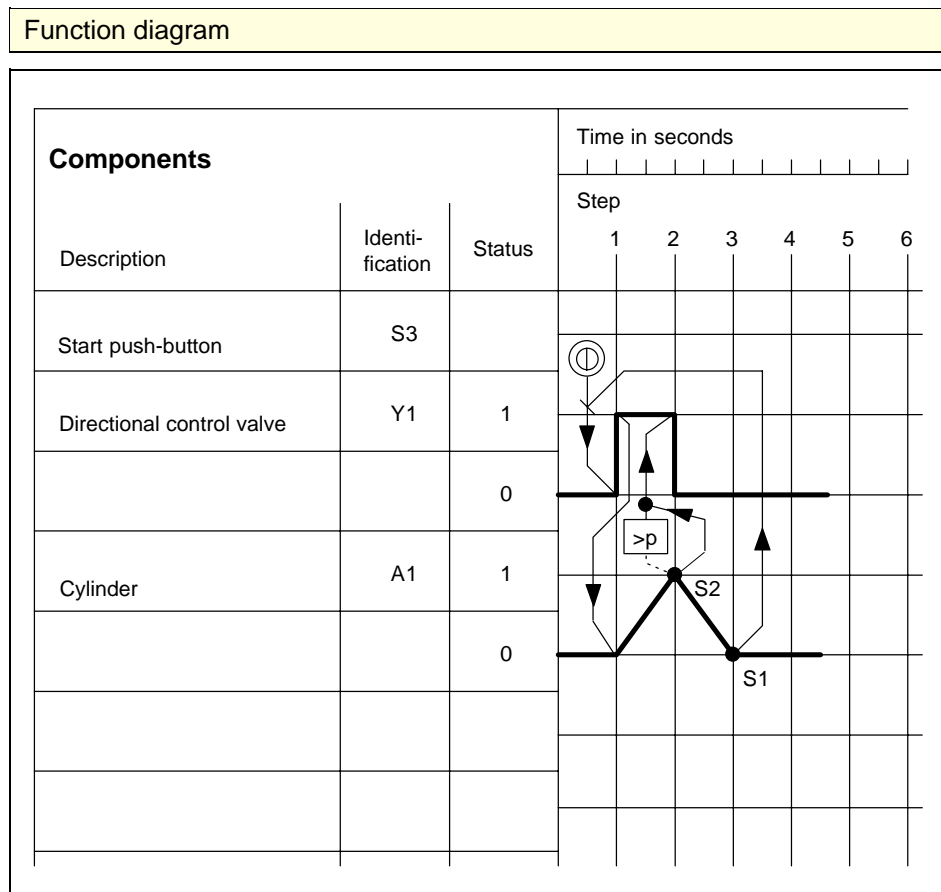 Function diagram
Components
Time in seconds
Step
1 2 3 4 5 6
Description
Identi-
fication
Status
Start push-button
S3
Directional control valve
Y1
1
0
>p
Cylinder
A1
1
S2
0
S1